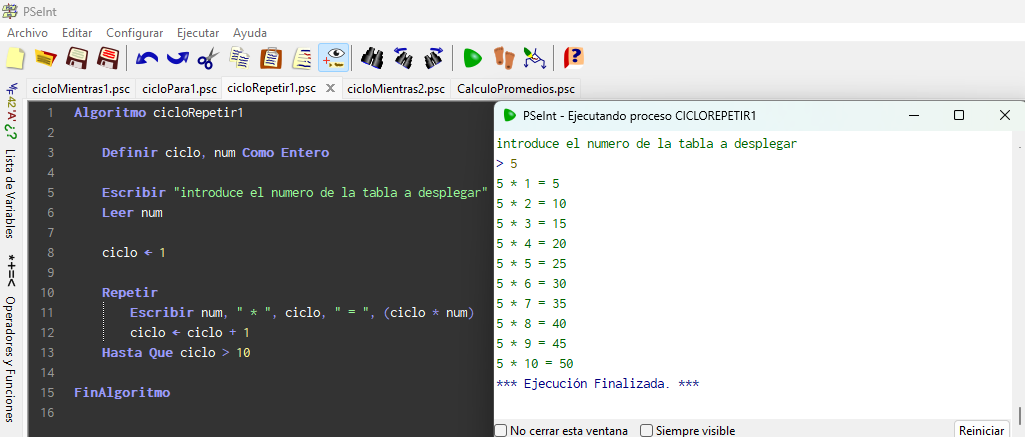 PSeInt
Archivo Editar Configurar Ejecutar Ayuda
cicloMientras1.psc cicloPara1.psc cicloRepetir1.psc X cicloMientras2.psc CalculoPromedios.psc
42 'A' ¿? Lista de Variables
*+=< Operadores y Funciones
1 Algoritmo cicloRepetir1
2
3 Definir ciclo, num Como Entero
4
5 Escribir "introduce el numero de la tabla a desplegar"
6 Leer num
7
8 ciclo ← 1
9
10 Repetir
11 Escribir num, " * ", ciclo, " = ", (ciclo * num)
12 ciclo ← ciclo + 1
13 Hasta Que ciclo > 10
14
15 FinAlgoritmo
16
PSeInt - Ejecutando proceso CICLOREPETIR1
introduce el numero de la tabla a desplegar
> 5
5 * 1 = 5
5 * 2 = 10
5 * 3 = 15
5 * 4 = 20
5 * 5 = 25
5 * 6 = 30
5 * 7 = 35
5 * 8 = 40
5 * 9 = 45
5 * 10 = 50
*** Ejecución Finalizada. ***
No cerrar esta ventana Siempre visible Reiniciar